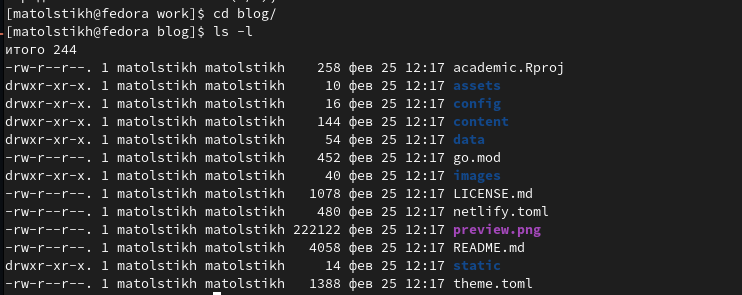 [matolstikh@fedora work]$ cd blog/
[matolstikh@fedora blog]$ ls -l
итого 244
-rw-r--r--. 1 matolstikh matolstikh    258 фев 25 12:17 academic.Rproj
drwxr-xr-x. 1 matolstikh matolstikh     10 фев 25 12:17 assets
drwxr-xr-x. 1 matolstikh matolstikh     16 фев 25 12:17 config
drwxr-xr-x. 1 matolstikh matolstikh    144 фев 25 12:17 content
drwxr-xr-x. 1 matolstikh matolstikh     54 фев 25 12:17 data
-rw-r--r--. 1 matolstikh matolstikh    452 фев 25 12:17 go.mod
drwxr-xr-x. 1 matolstikh matolstikh     40 фев 25 12:17 images
-rw-r--r--. 1 matolstikh matolstikh   1078 фев 25 12:17 LICENSE.md
-rw-r--r--. 1 matolstikh matolstikh    480 фев 25 12:17 netlify.toml
-rw-r--r--. 1 matolstikh matolstikh 222122 фев 25 12:17 preview.png
-rw-r--r--. 1 matolstikh matolstikh   4058 фев 25 12:17 README.md
drwxr-xr-x. 1 matolstikh matolstikh     14 фев 25 12:17 static
-rw-r--r--. 1 matolstikh matolstikh   1388 фев 25 12:17 theme.toml